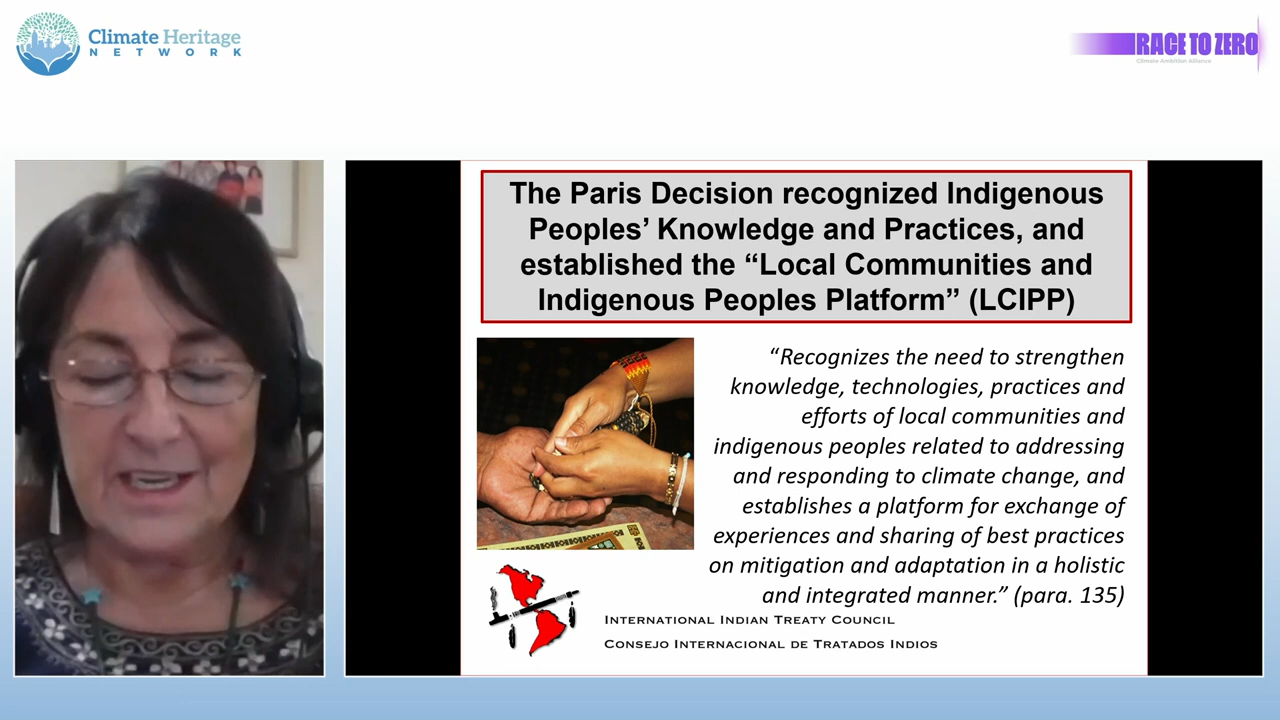 Climate Heritage
NETWORK
RACE TO ZERO
Climate Ambition Alliance
The Paris Decision recognized Indigenous
Peoples’ Knowledge and Practices, and
established the “Local Communities and
Indigenous Peoples Platform” (LCIPP)
“Recognizes the need to strengthen
knowledge, technologies, practices and
efforts of local communities and
indigenous peoples related to addressing
and responding to climate change, and
establishes a platform for exchange of
experiences and sharing of best practices
on mitigation and adaptation in a holistic
and integrated manner.” (para. 135)
International Indian Treaty Council
Consejo Internacional de Tratados Indios